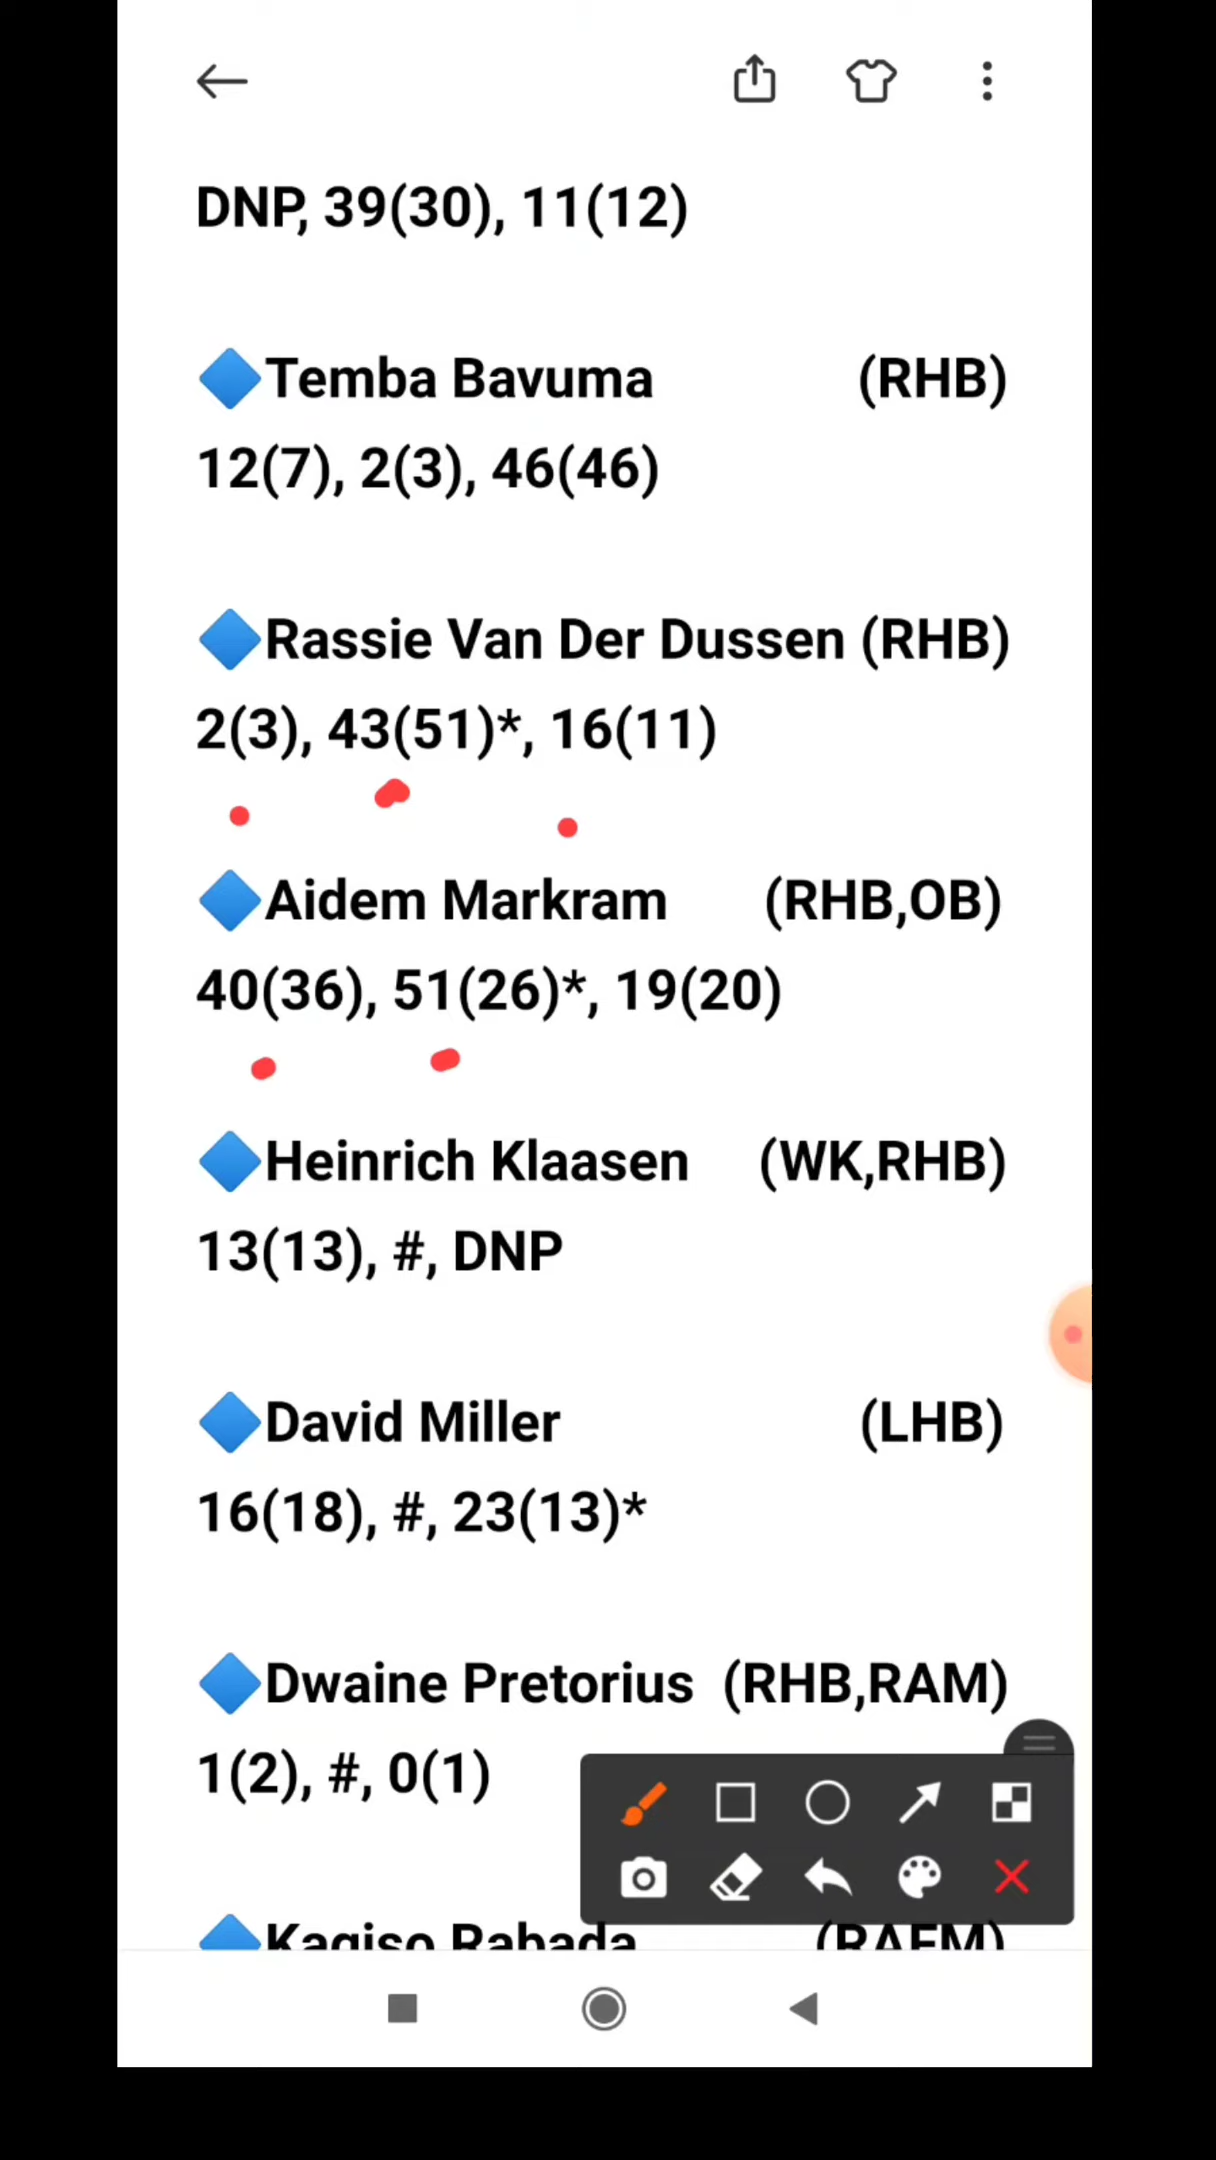 DNP, 39(30), 11(12)
🔷Temba Bavuma (RHB)
12(7), 2(3), 46(46)
🔷Rassie Van Der Dussen (RHB)
2(3), 43(51)*, 16(11)
🔷Aidem Markram (RHB,OB)
40(36), 51(26)*, 19(20)
🔷Heinrich Klaasen (WK,RHB)
13(13), #, DNP
🔷David Miller (LHB)
16(18), #, 23(13)*
🔷Dwaine Pretorius (RHB,RAM)
1(2), #, 0(1)
🔷Kagiso Rabada (RAFM)